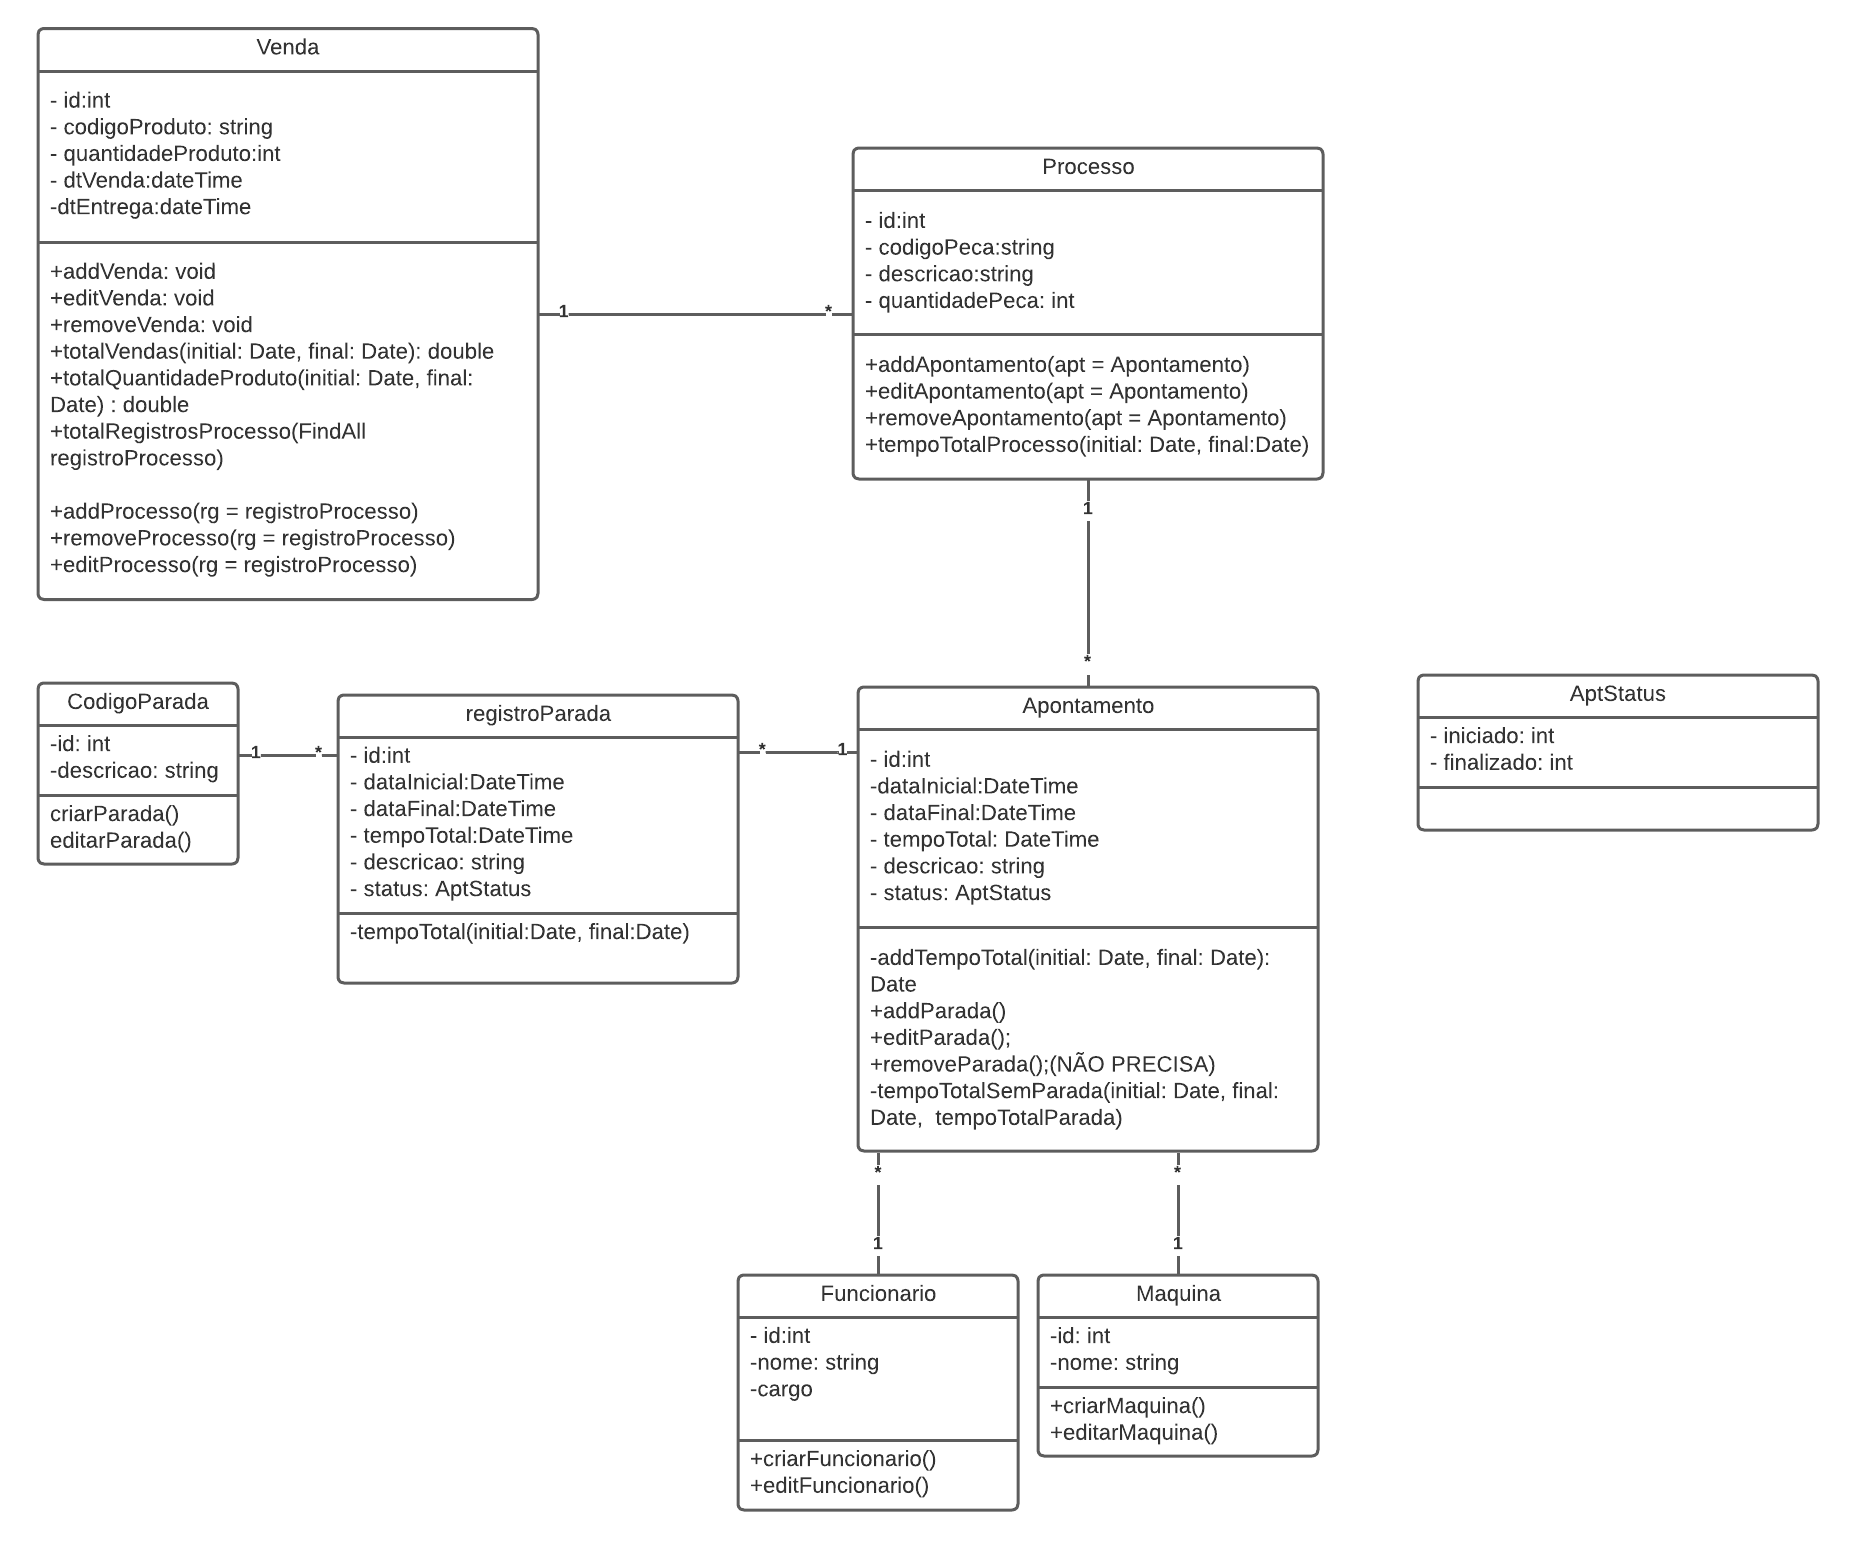 Venda
- id:int
- codigoProduto: string
- quantidadeProduto:int
- dtVenda:dateTime
-dtEntrega:dateTime
+addVenda: void
+editVenda: void
+removeVenda: void
+totalVendas(initial: Date, final: Date): double
+totalQuantidadeProduto(initial: Date, final:
Date) : double
+totalRegistrosProcesso(FindAll
registroProcesso)
+addProcesso(rg = registroProcesso)
+removeProcesso(rg = registroProcesso)
+editProcesso(rg = registroProcesso)
1
*
Processo
- id:int
- codigoPeca:string
- descricao:string
- quantidadePeca: int
+addApontamento(apt = Apontamento)
+editApontamento(apt = Apontamento)
+removeApontamento(apt = Apontamento)
+tempoTotalProcesso(initial: Date, final:Date)
1
*
CodigoParada
-id: int
-descricao: string
criarParada()
editarParada()
1
*
registroParada
- id:int
- dataInicial:DateTime
- dataFinal:DateTime
- tempoTotal:DateTime
- descricao: string
- status: AptStatus
-tempoTotal(initial:Date, final:Date)
*
1
Apontamento
- id:int
-dataInicial:DateTime
- dataFinal:DateTime
- tempoTotal: DateTime
- descricao: string
- status: AptStatus
-addTempoTotal(initial: Date, final: Date):
Date
+addParada()
+editParada();
+removeParada();(NÃO PRECISA)
-tempoTotalSemParada(initial: Date, final:
Date,  tempoTotalParada)
AptStatus
- iniciado: int
- finalizado: int
*
1
*
1
Funcionario
- id:int
-nome: string
-cargo
+criarFuncionario()
+editFuncionario()
Maquina
-id: int
-nome: string
+criarMaquina()
+editarMaquina()